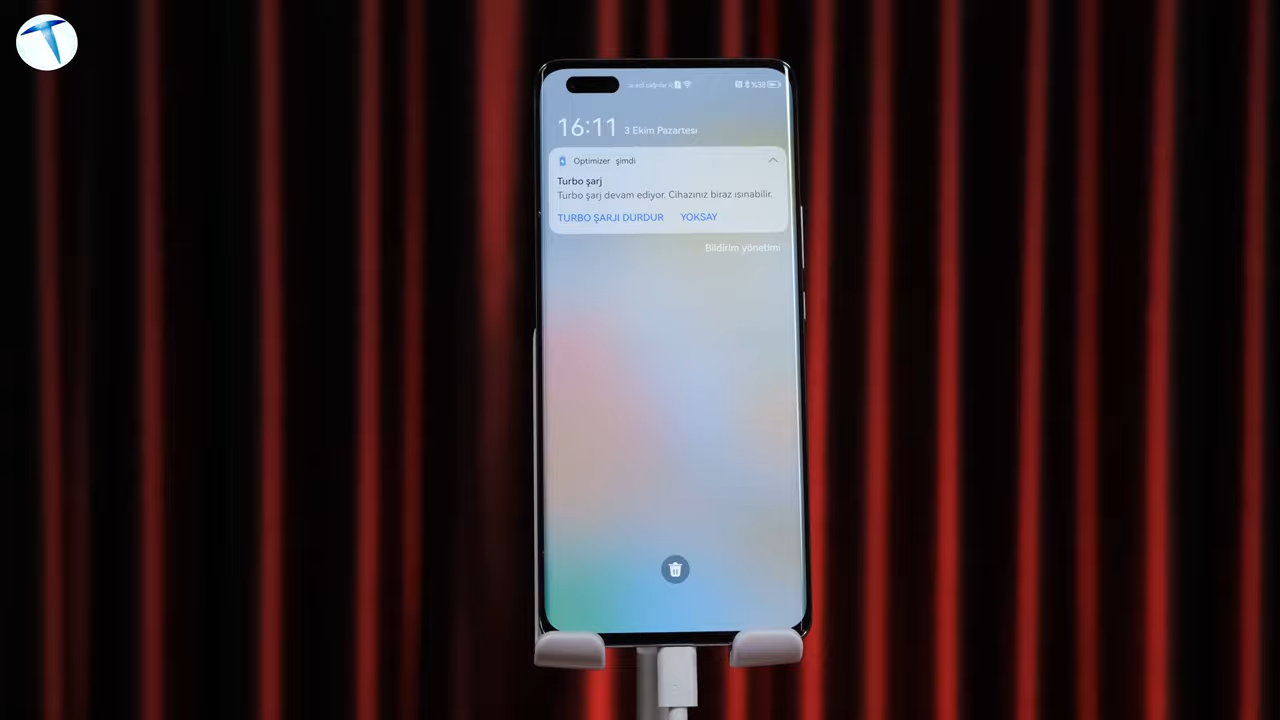 %38
16:11 3 Ekim Pazartesi
Optimizer şimdi
Turbo şarj
Turbo şarj devam ediyor. Cihazınız biraz ısınabilir.
TURBO ŞARJI DURDUR YOKSAY
Bildirim yönetimi